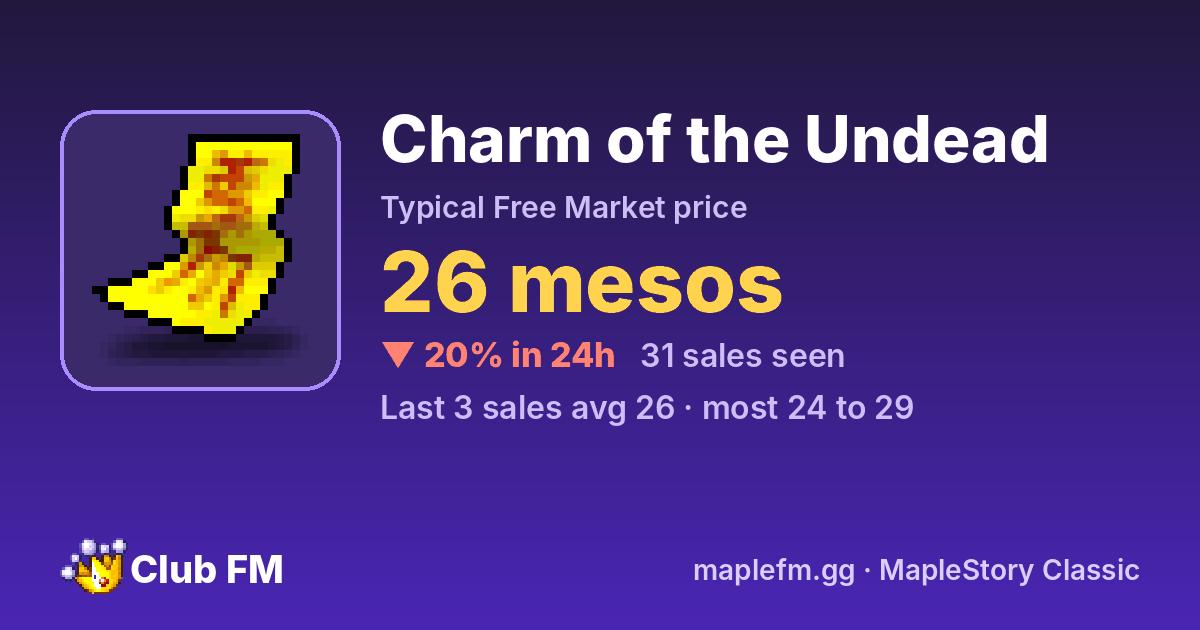 Charm of the Undead
Typical Free Market price
26 mesos
▼ 20% in 24h 31 sales seen
Last 3 sales avg 26 · most 24 to 29
Club FM
maplefm.gg · MapleStory Classic